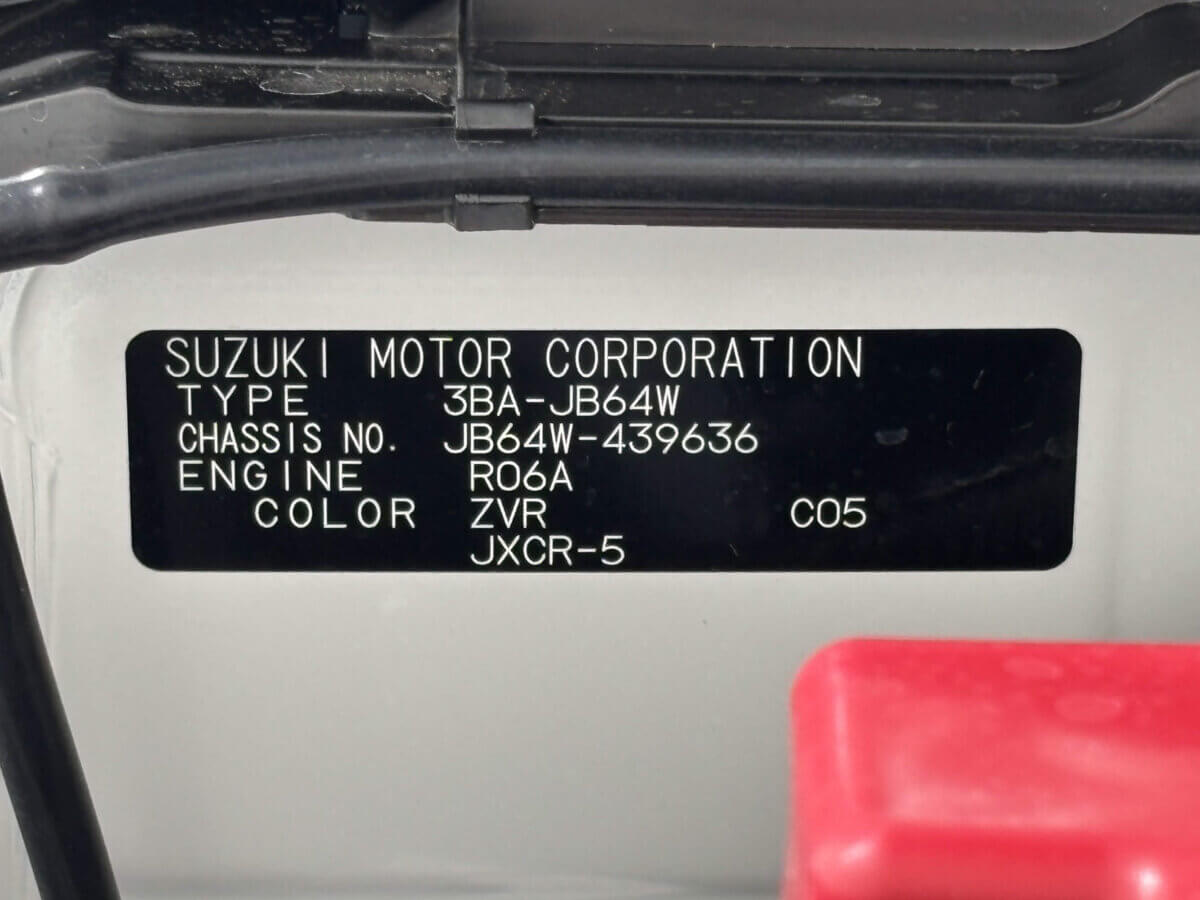 SUZUKI MOTOR CORPORATION
TYPE 3BA-JB64W
CHASSIS NO. JB64W-439636
ENGINE R06A
COLOR ZVR C05
JXCR-5